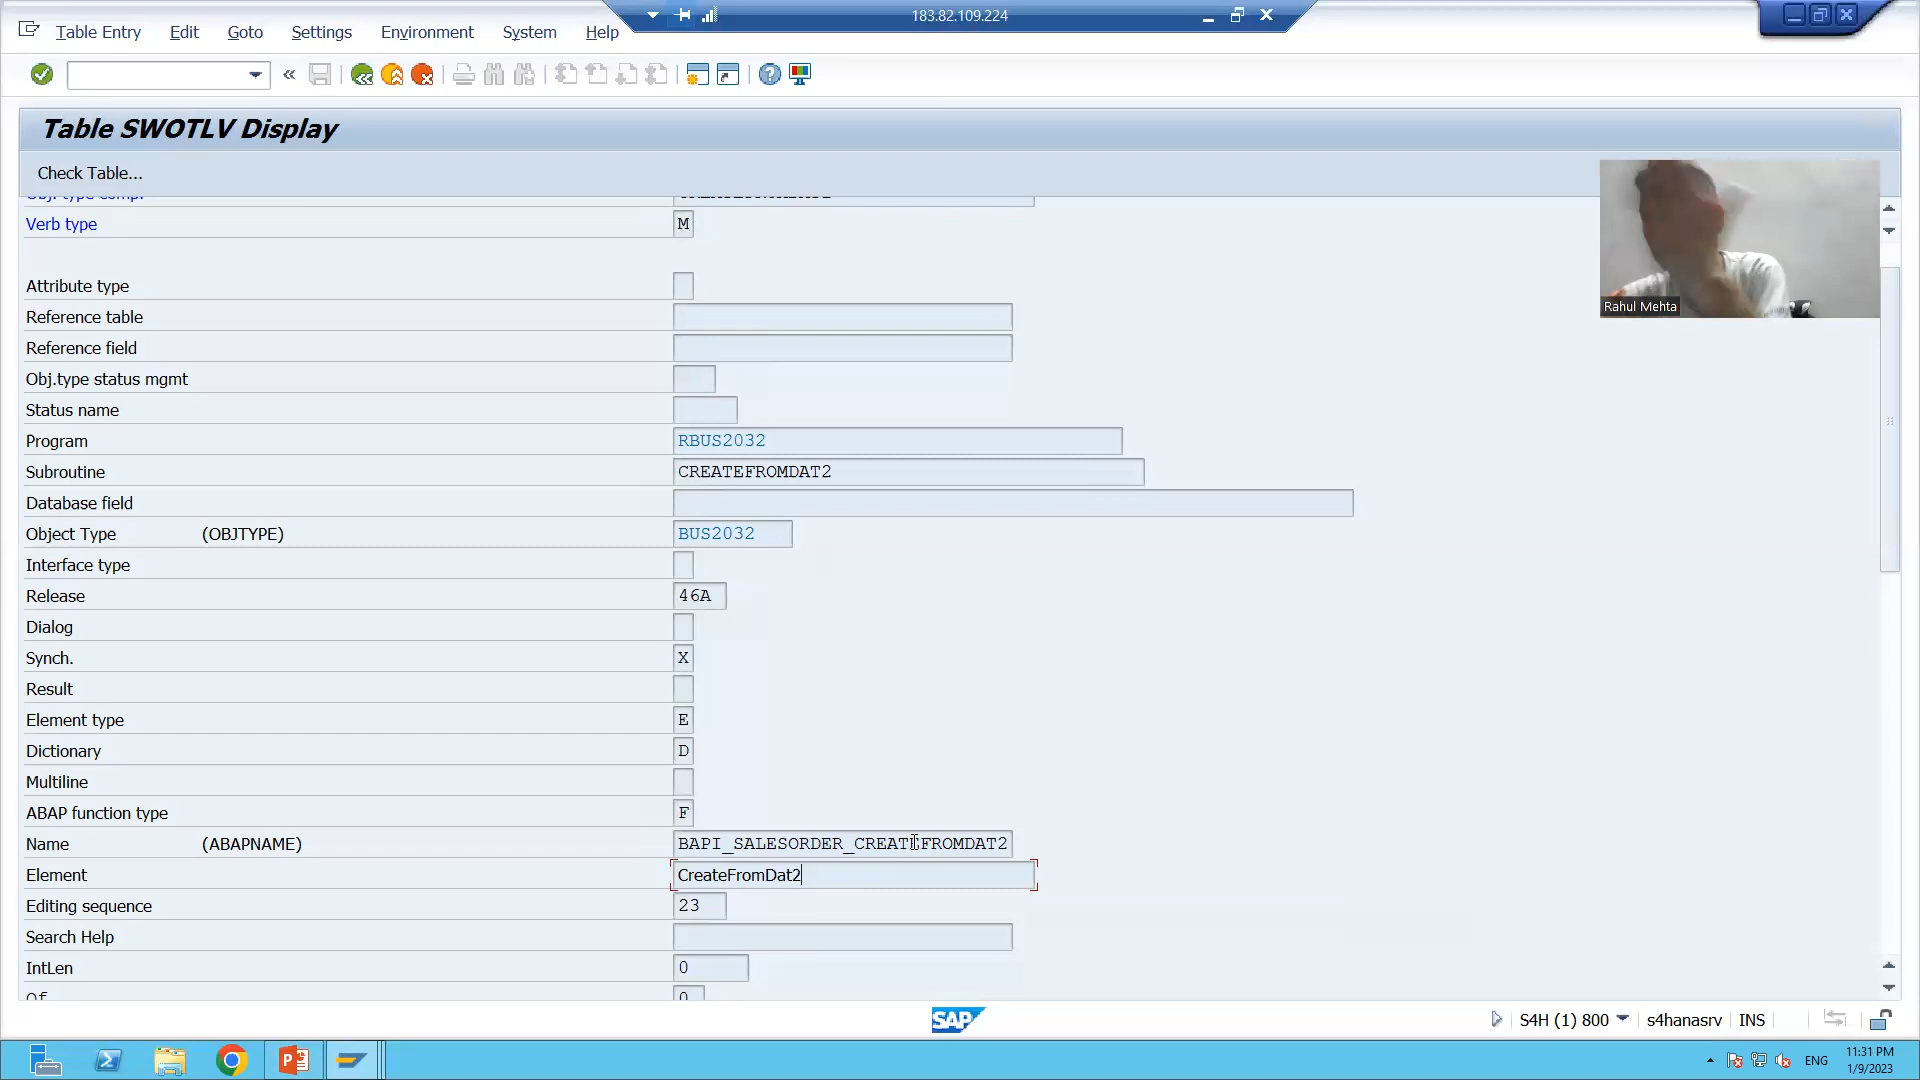 183.82.109.224
Table Entry Edit Goto Settings Environment System Help
Table SWOTLV Display
Check Table...
Verb type M
Attribute type
Reference table
Reference field
Obj.type status mgmt
Status name
Program RBUS2032
Subroutine CREATEFROMDAT2
Database field
Object Type (OBJTYPE) BUS2032
Interface type
Release 46A
Dialog
Synch. X
Result
Element type E
Dictionary D
Multiline
ABAP function type F
Name (ABAPNAME) BAPI_SALESORDER_CREATEFROMDAT2
Element CreateFromDat2
Editing sequence 23
Search Help
IntLen 0
Rahul Mehta
SAP
S4H (1) 800 s4hanasrv INS
ENG
11:31 PM
1/9/2023